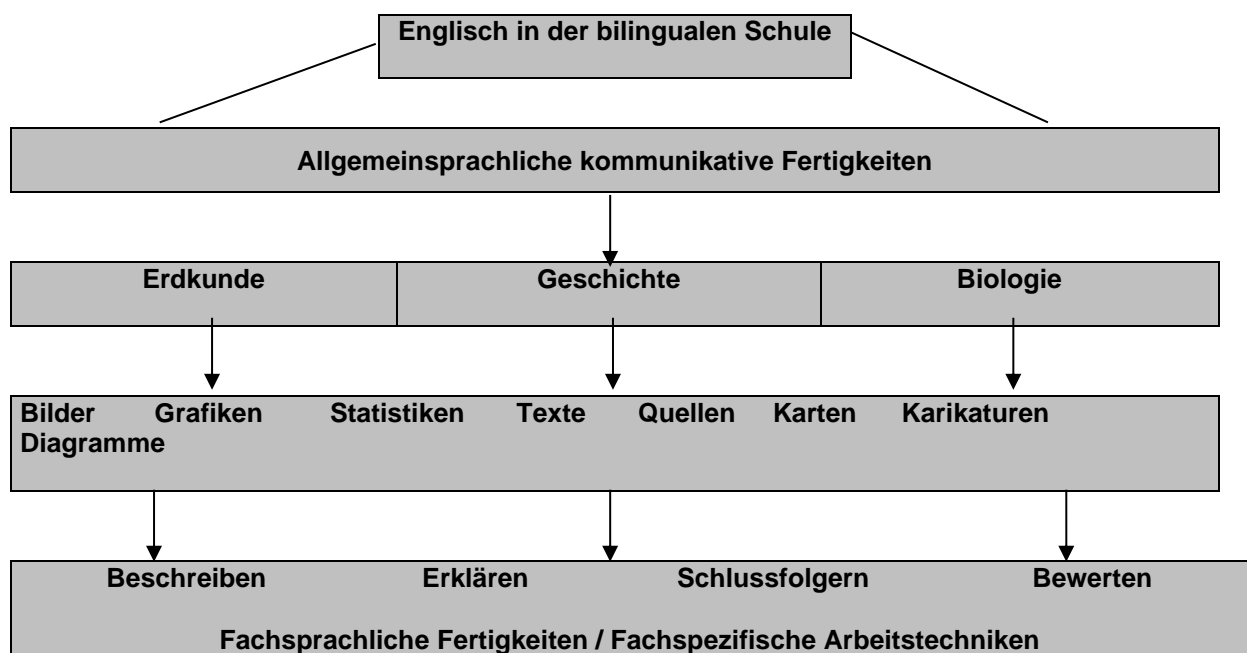 Englisch in der bilingualen Schule
Allgemeinsprachliche kommunikative Fertigkeiten
Erdkunde Geschichte Biologie
Bilder Grafiken Statistiken Texte Quellen Karten Karikaturen
Diagramme
Beschreiben Erklären Schlussfolgern Bewerten
Fachsprachliche Fertigkeiten / Fachspezifische Arbeitstechniken